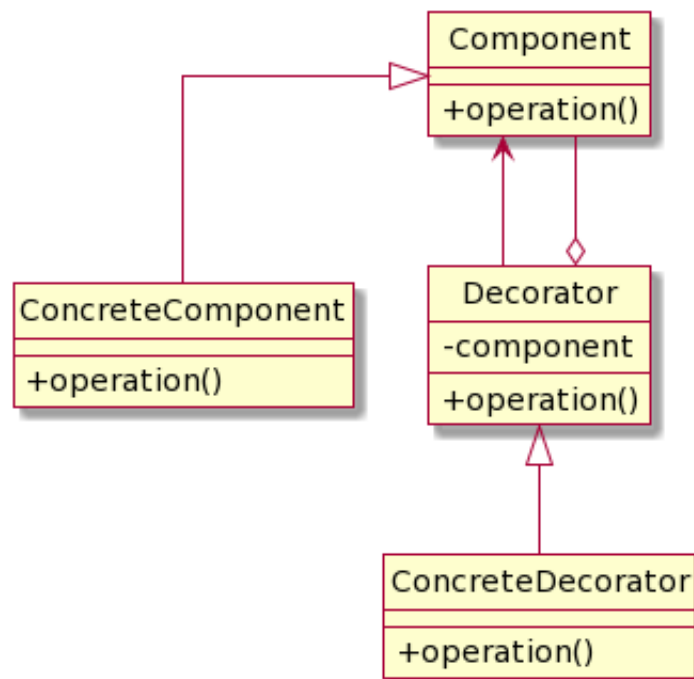 Component
+operation()
ConcreteComponent
+operation()
Decorator
-component
+operation()
ConcreteDecorator
+operation()